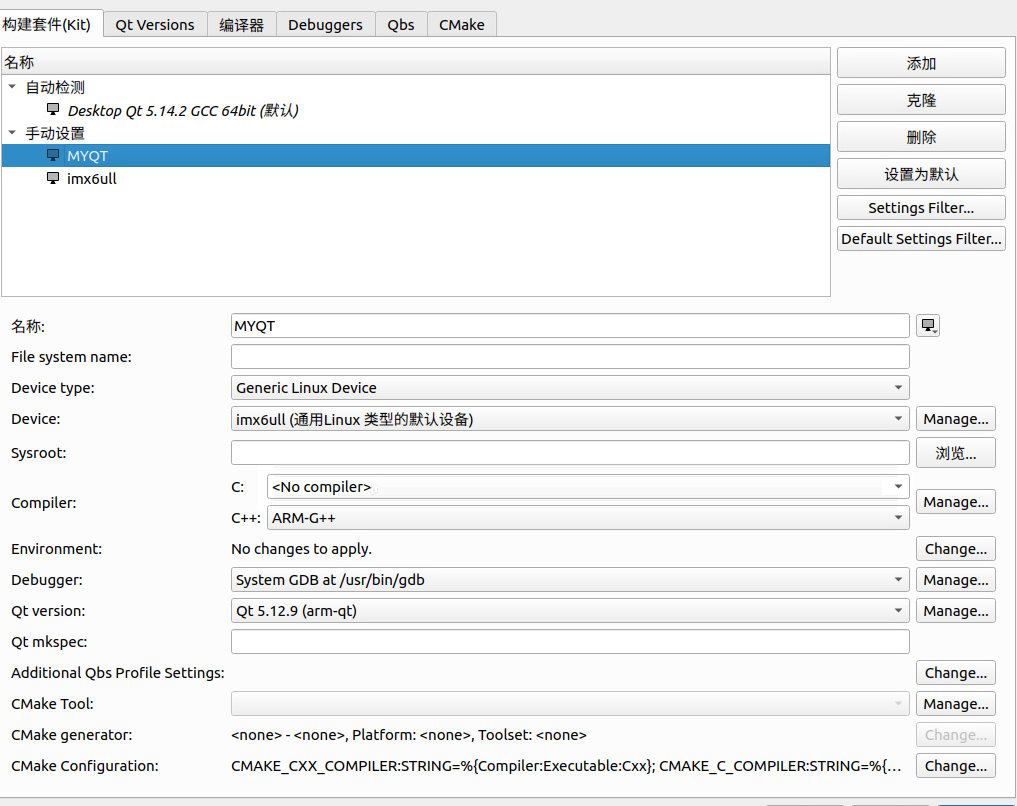 构建套件(Kit) Qt Versions 编译器 Debuggers Qbs CMake
名称
自动检测
Desktop Qt 5.14.2 GCC 64bit (默认)
手动设置
MYQT
imx6ull
添加
克隆
删除
设置为默认
Settings Filter...
Default Settings Filter...
名称: MYQT
File system name:
Device type: Generic Linux Device
Device: imx6ull (通用Linux 类型的默认设备) Manage...
Sysroot: 浏览...
Compiler: C: <No compiler> Manage...
C++: ARM-G++
Environment: No changes to apply. Change...
Debugger: System GDB at /usr/bin/gdb Manage...
Qt version: Qt 5.12.9 (arm-qt) Manage...
Qt mkspec:
Additional Qbs Profile Settings: Change...
CMake Tool: Manage...
CMake generator: <none> - <none>, Platform: <none>, Toolset: <none> Change...
CMake Configuration: CMAKE_CXX_COMPILER:STRING=%{Compiler:Executable:Cxx}; CMAKE_C_COMPILER:STRING=%{... Change...